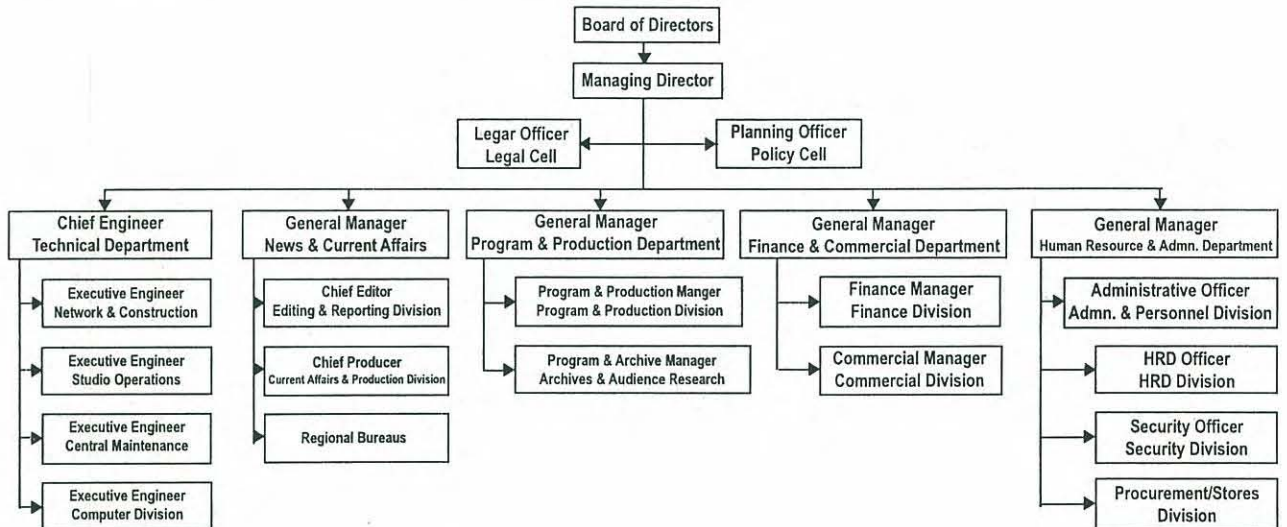 Board of Directors
Managing Director
Legar Officer
Legal Cell
Planning Officer
Policy Cell
Chief Engineer
Technical Department
Executive Engineer
Network & Construction
Executive Engineer
Studio Operations
Executive Engineer
Central Maintenance
Executive Engineer
Computer Division
General Manager
News & Current Affairs
Chief Editor
Editing & Reporting Division
Chief Producer
Current Affairs & Production Division
Regional Bureaus
General Manager
Program & Production Department
Program & Production Manger
Program & Production Division
Program & Archive Manager
Archives & Audience Research
General Manager
Finance & Commercial Department
Finance Manager
Finance Division
Commercial Manager
Commercial Division
General Manager
Human Resource & Admn. Department
Administrative Officer
Admn. & Personnel Division
HRD Officer
HRD Division
Security Officer
Security Division
Procurement/Stores
Division